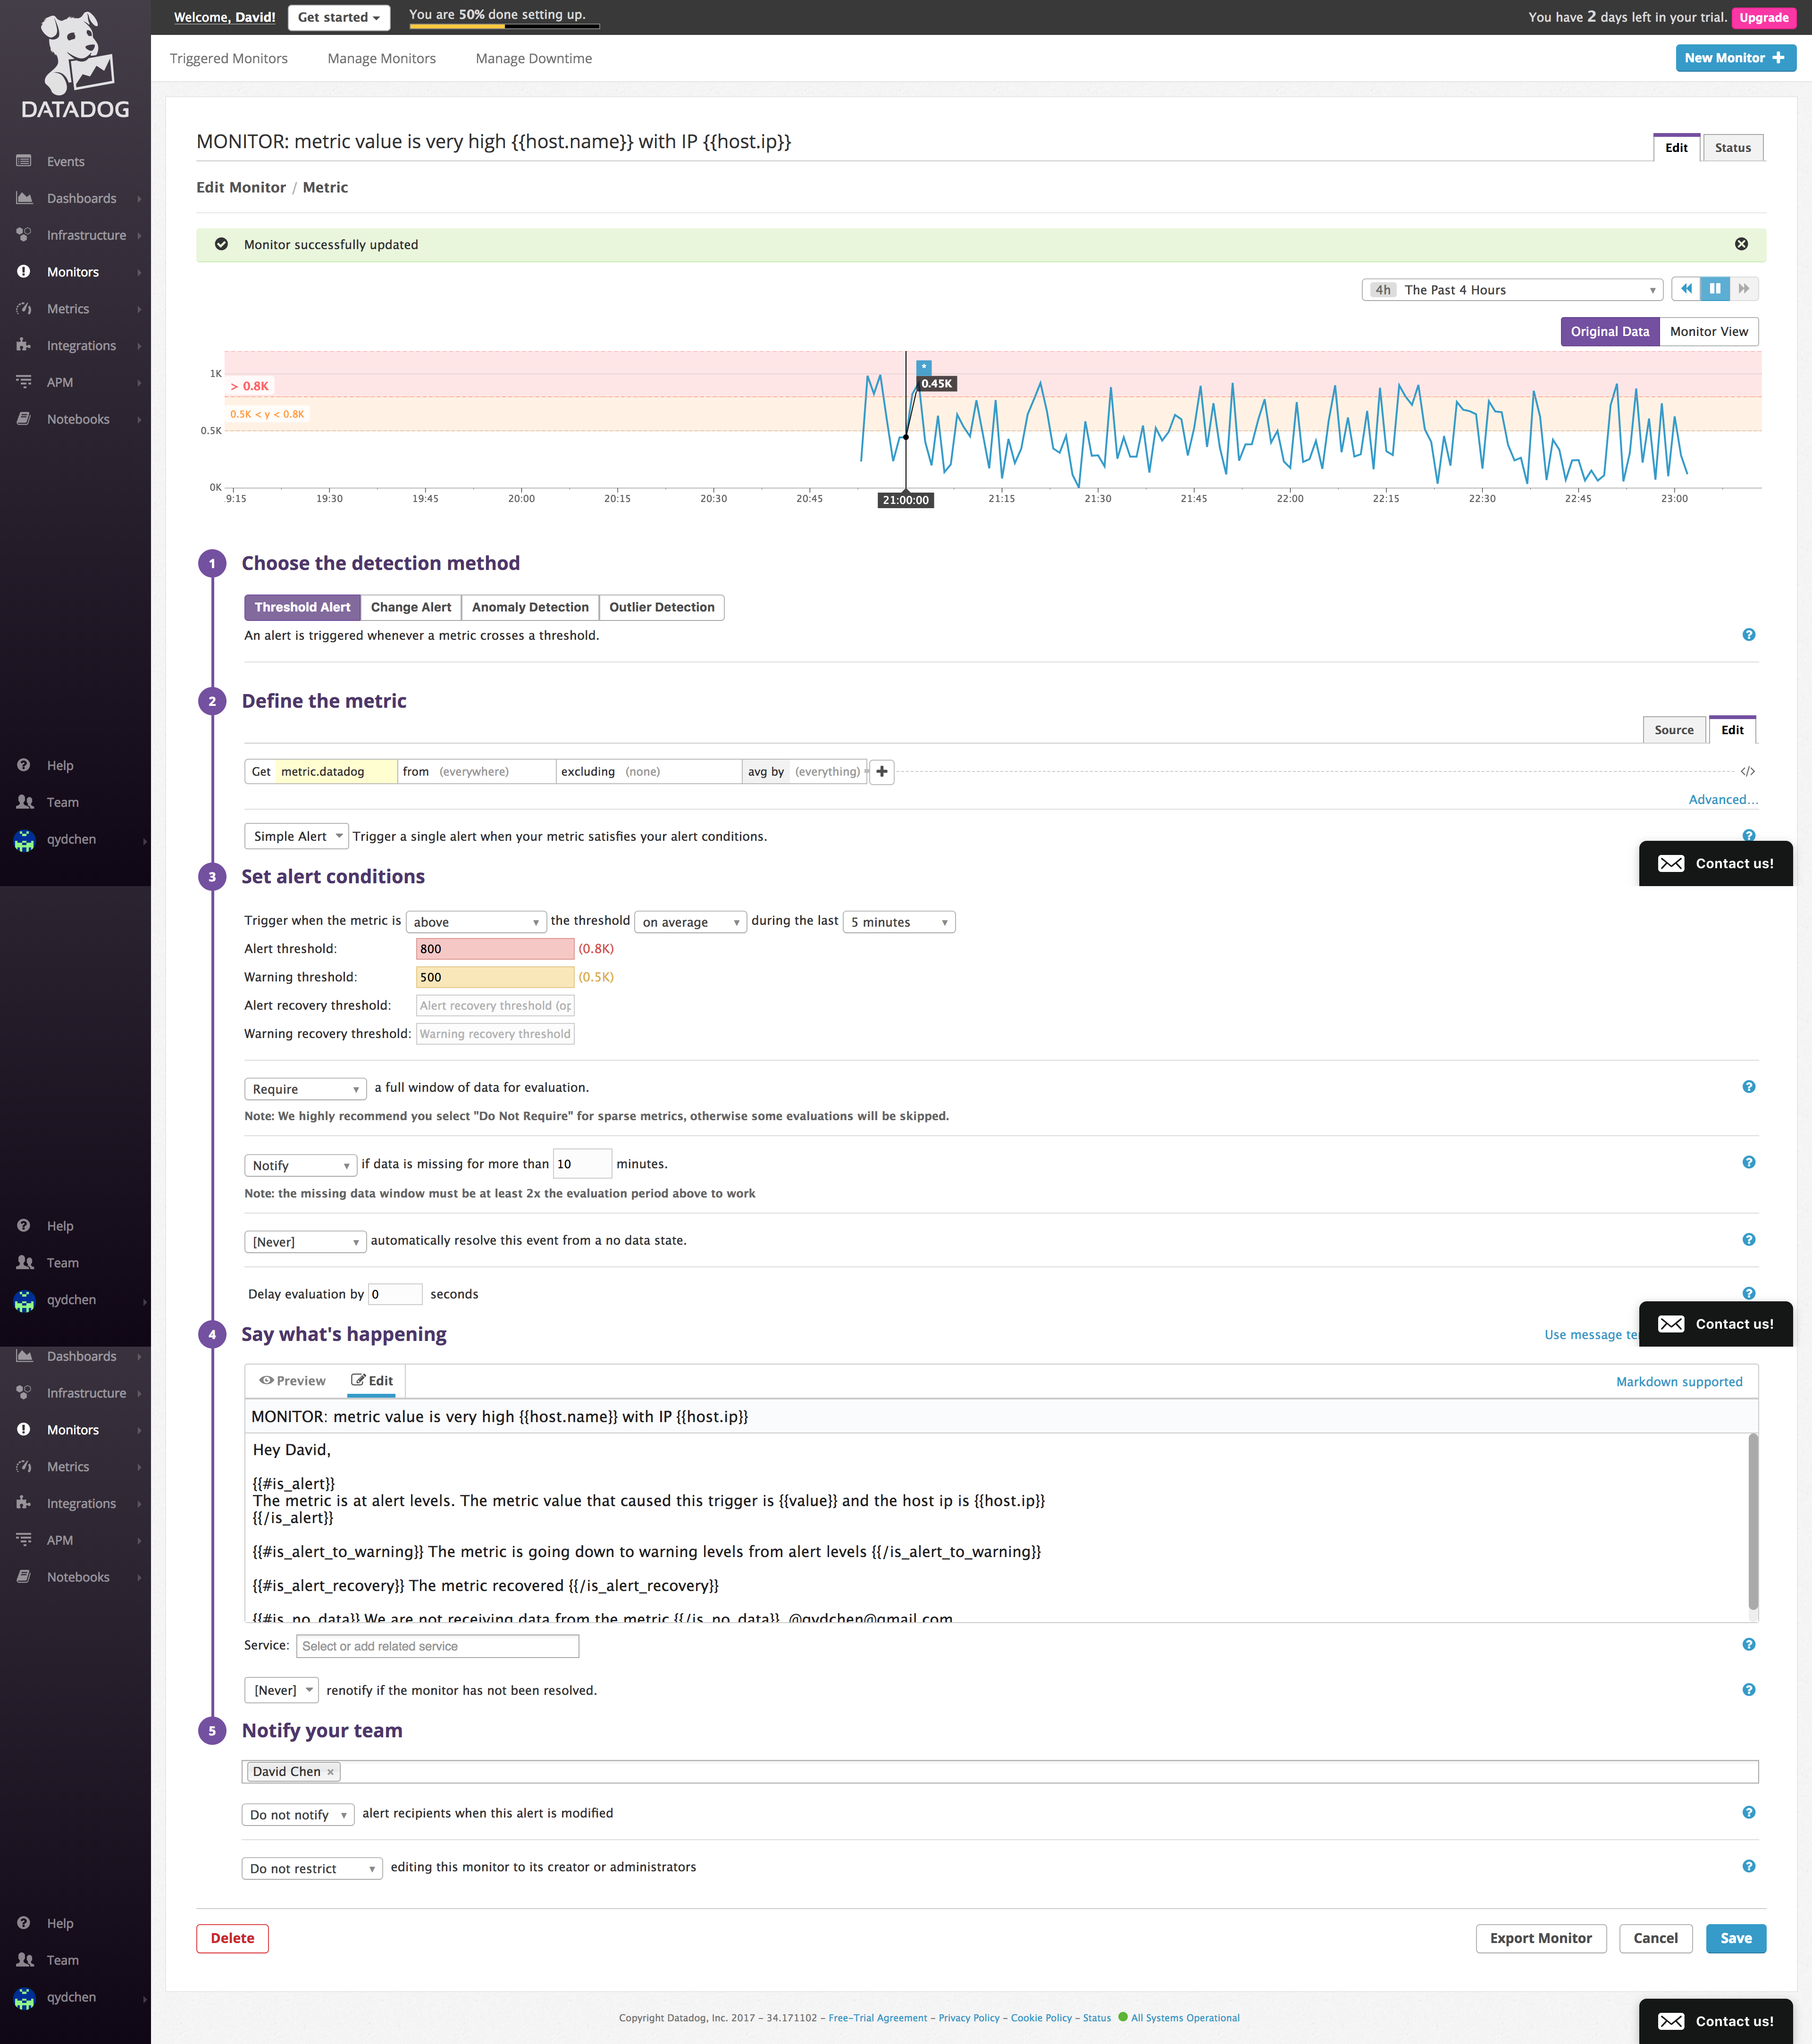 DATADOG
Events
Dashboards
Infrastructure
Monitors
Metrics
Integrations
APM
Notebooks
Help
Team
qydchen
Help
Team
qydchen
Dashboards
Infrastructure
Monitors
Metrics
Integrations
APM
Notebooks
Help
Team
qydchen
Welcome, David!
Get started
You are 50% done setting up.
You have 2 days left in your trial.
Upgrade
Triggered Monitors
Manage Monitors
Manage Downtime
New Monitor +
MONITOR: metric value is very high {{host.name}} with IP {{host.ip}}
Edit
Status
Edit Monitor / Metric
Monitor successfully updated
4h The Past 4 Hours
Original Data
Monitor View
1K
> 0.8K
0.5K < y < 0.8K
0.5K
0K
*
0.45K
9:15
19:30
19:45
20:00
20:15
20:30
20:45
21:00:00
21:15
21:30
21:45
22:00
22:15
22:30
22:45
23:00
1 Choose the detection method
Threshold Alert
Change Alert
Anomaly Detection
Outlier Detection
An alert is triggered whenever a metric crosses a threshold.
?
2 Define the metric
Source
Edit
Get metric.datadog from (everywhere) excluding (none) avg by (everything) + </>
Advanced...
Simple Alert Trigger a single alert when your metric satisfies your alert conditions. ?
Contact us!
3 Set alert conditions
Trigger when the metric is above the threshold on average during the last 5 minutes
Alert threshold: 800 (0.8K)
Warning threshold: 500 (0.5K)
Alert recovery threshold: Alert recovery threshold (op
Warning recovery threshold: Warning recovery threshold
Require a full window of data for evaluation. ?
Note: We highly recommend you select "Do Not Require" for sparse metrics, otherwise some evaluations will be skipped.
Notify if data is missing for more than 10 minutes. ?
Note: the missing data window must be at least 2x the evaluation period above to work
[Never] automatically resolve this event from a no data state. ?
Delay evaluation by 0 seconds ?
Contact us!
4 Say what's happening
Use message te
Preview
Edit
Markdown supported
MONITOR: metric value is very high {{host.name}} with IP {{host.ip}}
Hey David,
{{#is_alert}}
The metric is at alert levels. The metric value that caused this trigger is {{value}} and the host ip is {{host.ip}}
{{/is_alert}}
{{#is_alert_to_warning}} The metric is going down to warning levels from alert levels {{/is_alert_to_warning}}
{{#is_alert_recovery}} The metric recovered {{/is_alert_recovery}}
{{#is_no_data}} We are not receiving data from the metric {{/is_no_data}} @qydchen@gmail.com
Service: Select or add related service ?
[Never] renotify if the monitor has not been resolved. ?
5 Notify your team
David Chen ×
Do not notify alert recipients when this alert is modified ?
Do not restrict editing this monitor to its creator or administrators ?
Delete
Export Monitor
Cancel
Save
Copyright Datadog, Inc. 2017 – 34.171102 – Free-Trial Agreement – Privacy Policy – Cookie Policy – Status All Systems Operational
Contact us!